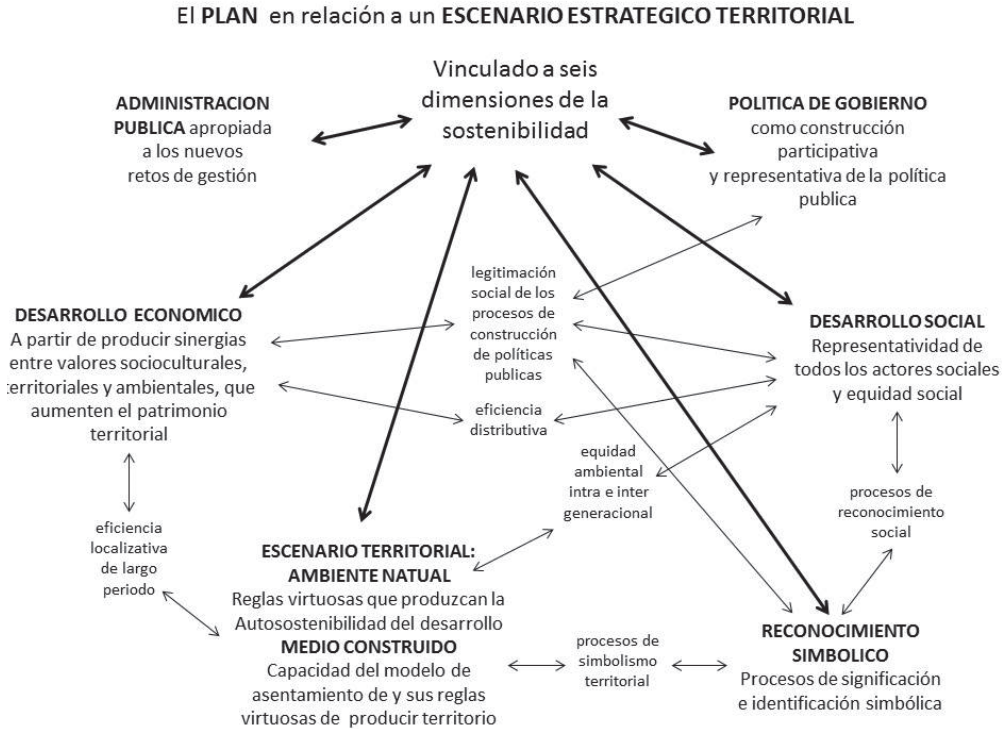 El PLAN en relación a un ESCENARIO ESTRATEGICO TERRITORIAL
Vinculado a seis
dimensiones de la
sostenibilidad
ADMINISTRACION
PUBLICA apropiada
a los nuevos
retos de gestión
POLITICA DE GOBIERNO
como construcción
participativa
y representativa de la política
publica
legitimación
social de los
procesos de
construcción
de políticas
publicas
DESARROLLO ECONOMICO
A partir de producir sinergias
entre valores socioculturales,
territoriales y ambientales, que
aumenten el patrimonio
territorial
DESARROLLO SOCIAL
Representatividad de
todos los actores sociales
y equidad social
eficiencia
distributiva
equidad
ambiental
intra e inter
generacional
procesos de
reconocimiento
social
eficiencia
localizativa
de largo
periodo
ESCENARIO TERRITORIAL:
AMBIENTE NATUAL
Reglas virtuosas que produzcan la
Autosostenibilidad del desarrollo
MEDIO CONSTRUIDO
Capacidad del modelo de
asentamiento de y sus reglas
virtuosas de producir territorio
procesos de
simbolismo
territorial
RECONOCIMIENTO
SIMBOLICO
Procesos de significación
e identificación simbólica